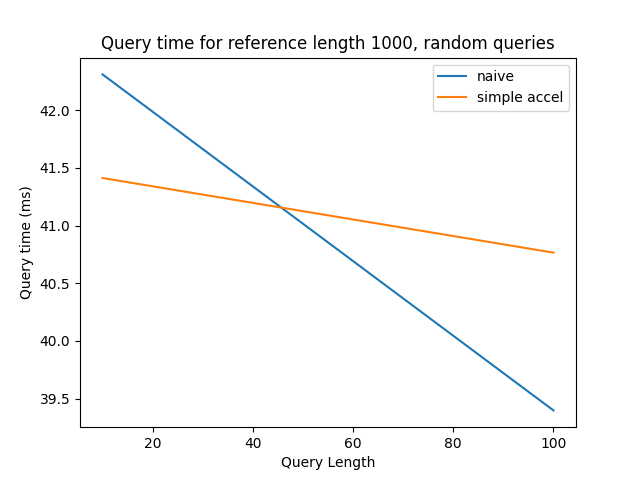 Query time for reference length 1000, random queries
naive
simple accel
42.0
41.5
41.0
40.5
40.0
39.5
Query time (ms)
20 40 60 80 100
Query Length